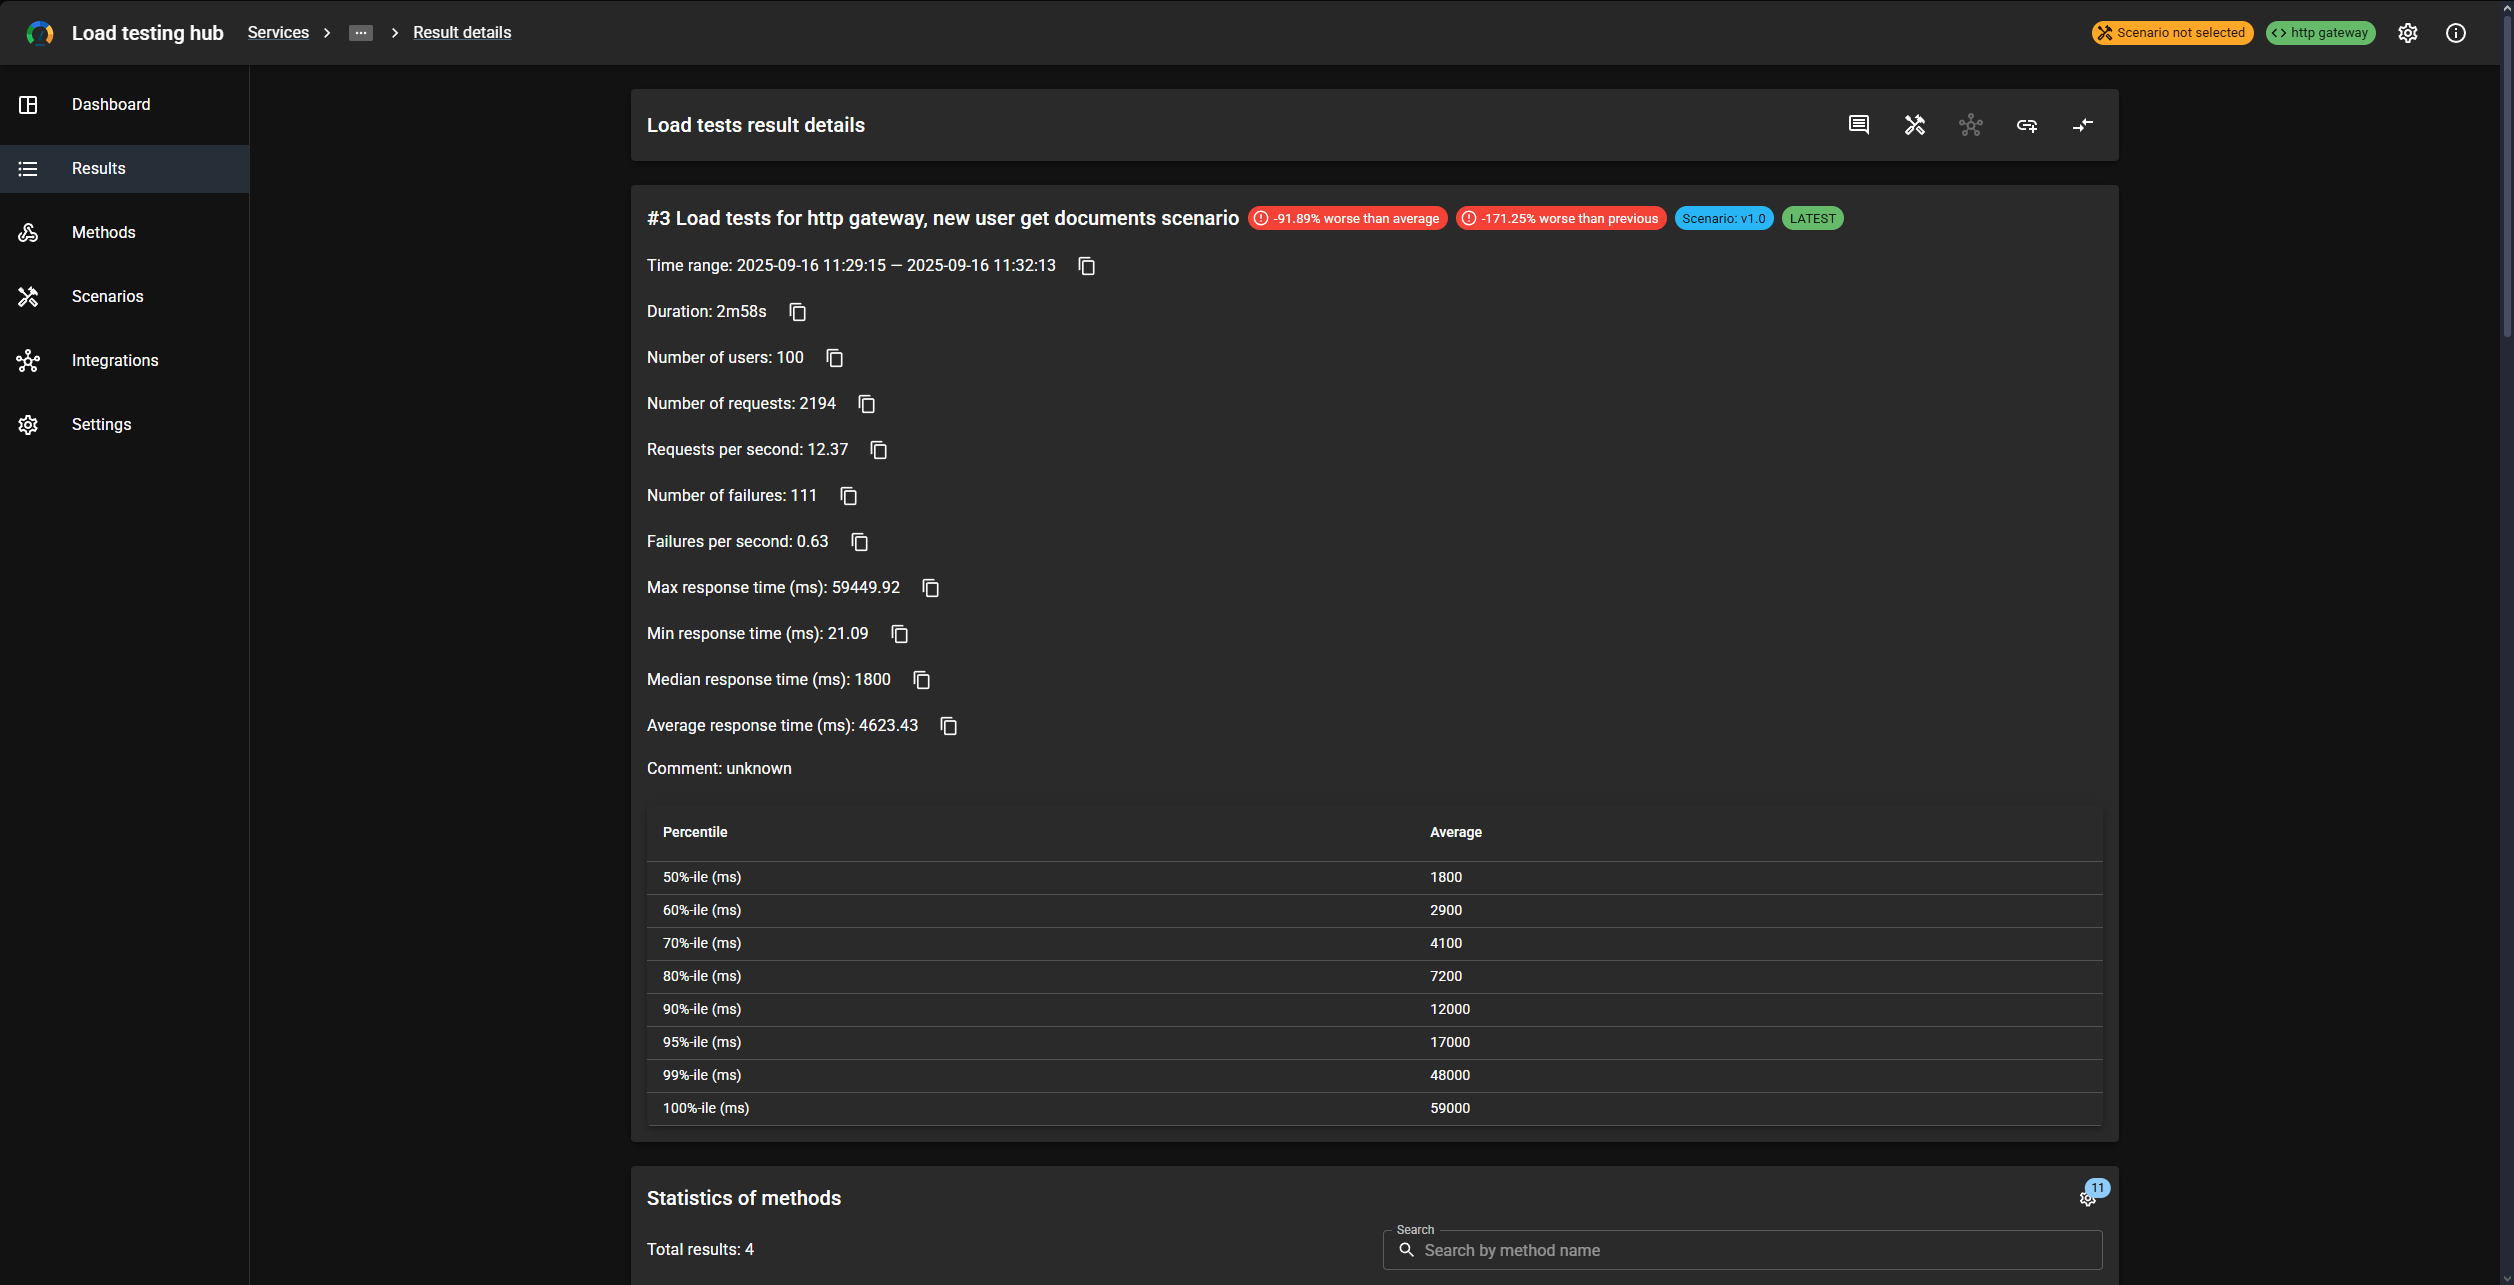 Load testing hub Services ... Result details Scenario not selected http gateway
Dashboard
Results
Methods
Scenarios
Integrations
Settings
Load tests result details
#3 Load tests for http gateway, new user get documents scenario -91.89% worse than average -171.25% worse than previous Scenario: v1.0 LATEST
Time range: 2025-09-16 11:29:15 — 2025-09-16 11:32:13
Duration: 2m58s
Number of users: 100
Number of requests: 2194
Requests per second: 12.37
Number of failures: 111
Failures per second: 0.63
Max response time (ms): 59449.92
Min response time (ms): 21.09
Median response time (ms): 1800
Average response time (ms): 4623.43
Comment: unknown
Percentile Average
50%-ile (ms) 1800
60%-ile (ms) 2900
70%-ile (ms) 4100
80%-ile (ms) 7200
90%-ile (ms) 12000
95%-ile (ms) 17000
99%-ile (ms) 48000
100%-ile (ms) 59000
Statistics of methods 11
Total results: 4
Search
Search by method name